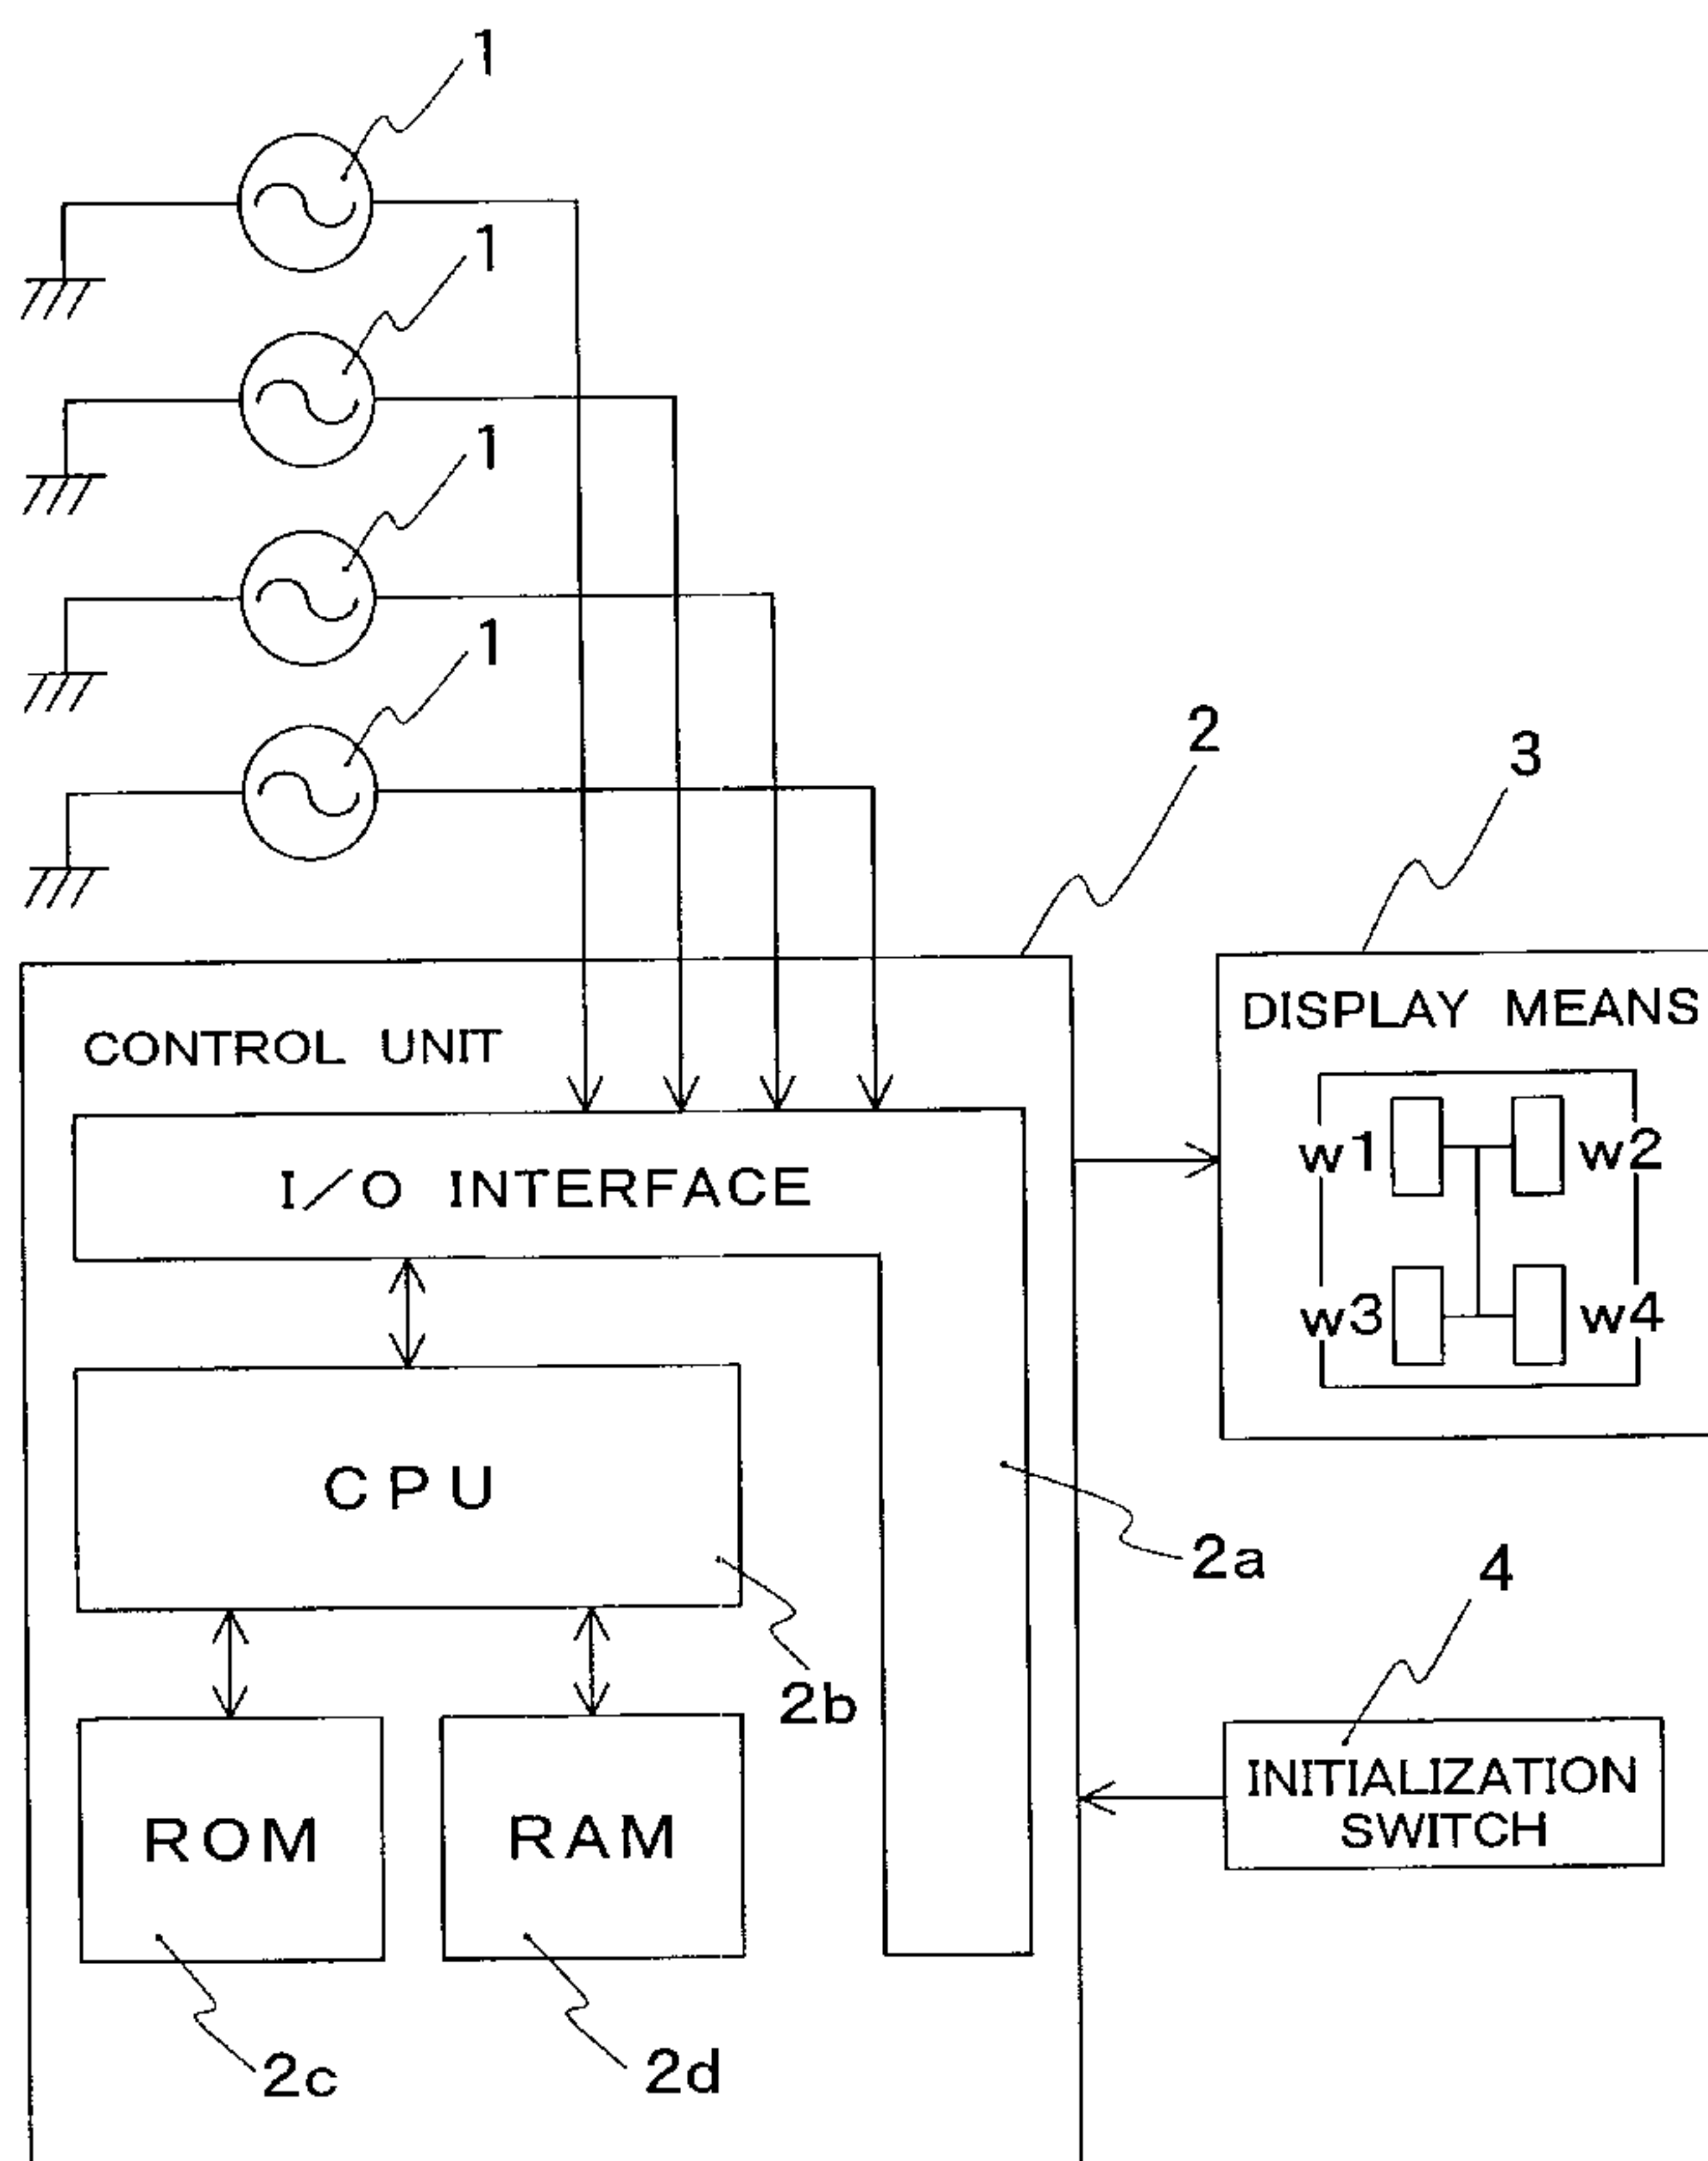 1
1
1
1
2
3
CONTROL UNIT
DISPLAY MEANS
w1
w2
w3
w4
I/O INTERFACE
CPU
2a
2b
4
INITIALIZATION
SWITCH
ROM
RAM
2c
2d